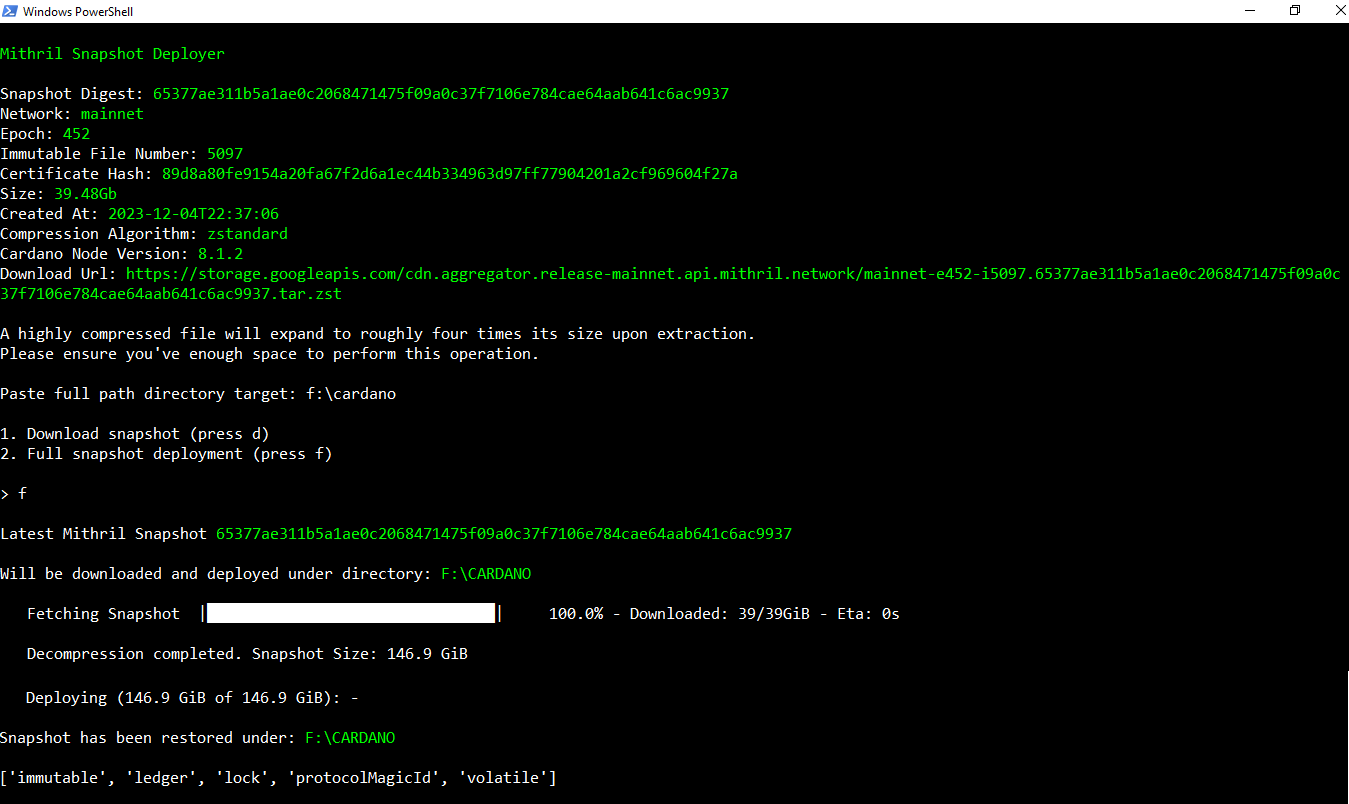 Windows PowerShell
Mithril Snapshot Deployer
Snapshot Digest: 65377ae311b5a1ae0c2068471475f09a0c37f7106e784cae64aab641c6ac9937
Network: mainnet
Epoch: 452
Immutable File Number: 5097
Certificate Hash: 89d8a80fe9154a20fa67f2d6a1ec44b334963d97ff77904201a2cf969604f27a
Size: 39.48Gb
Created At: 2023-12-04T22:37:06
Compression Algorithm: zstandard
Cardano Node Version: 8.1.2
Download Url: https://storage.googleapis.com/cdn.aggregator.release-mainnet.api.mithril.network/mainnet-e452-i5097.65377ae311b5a1ae0c2068471475f09a0c
37f7106e784cae64aab641c6ac9937.tar.zst
A highly compressed file will expand to roughly four times its size upon extraction.
Please ensure you've enough space to perform this operation.
Paste full path directory target: f:\cardano
1. Download snapshot (press d)
2. Full snapshot deployment (press f)
> f
Latest Mithril Snapshot 65377ae311b5a1ae0c2068471475f09a0c37f7106e784cae64aab641c6ac9937
Will be downloaded and deployed under directory: F:\CARDANO
Fetching Snapshot | | 100.0% - Downloaded: 39/39GiB - Eta: 0s
Decompression completed. Snapshot Size: 146.9 GiB
Deploying (146.9 GiB of 146.9 GiB): -
Snapshot has been restored under: F:\CARDANO
['immutable', 'ledger', 'lock', 'protocolMagicId', 'volatile']